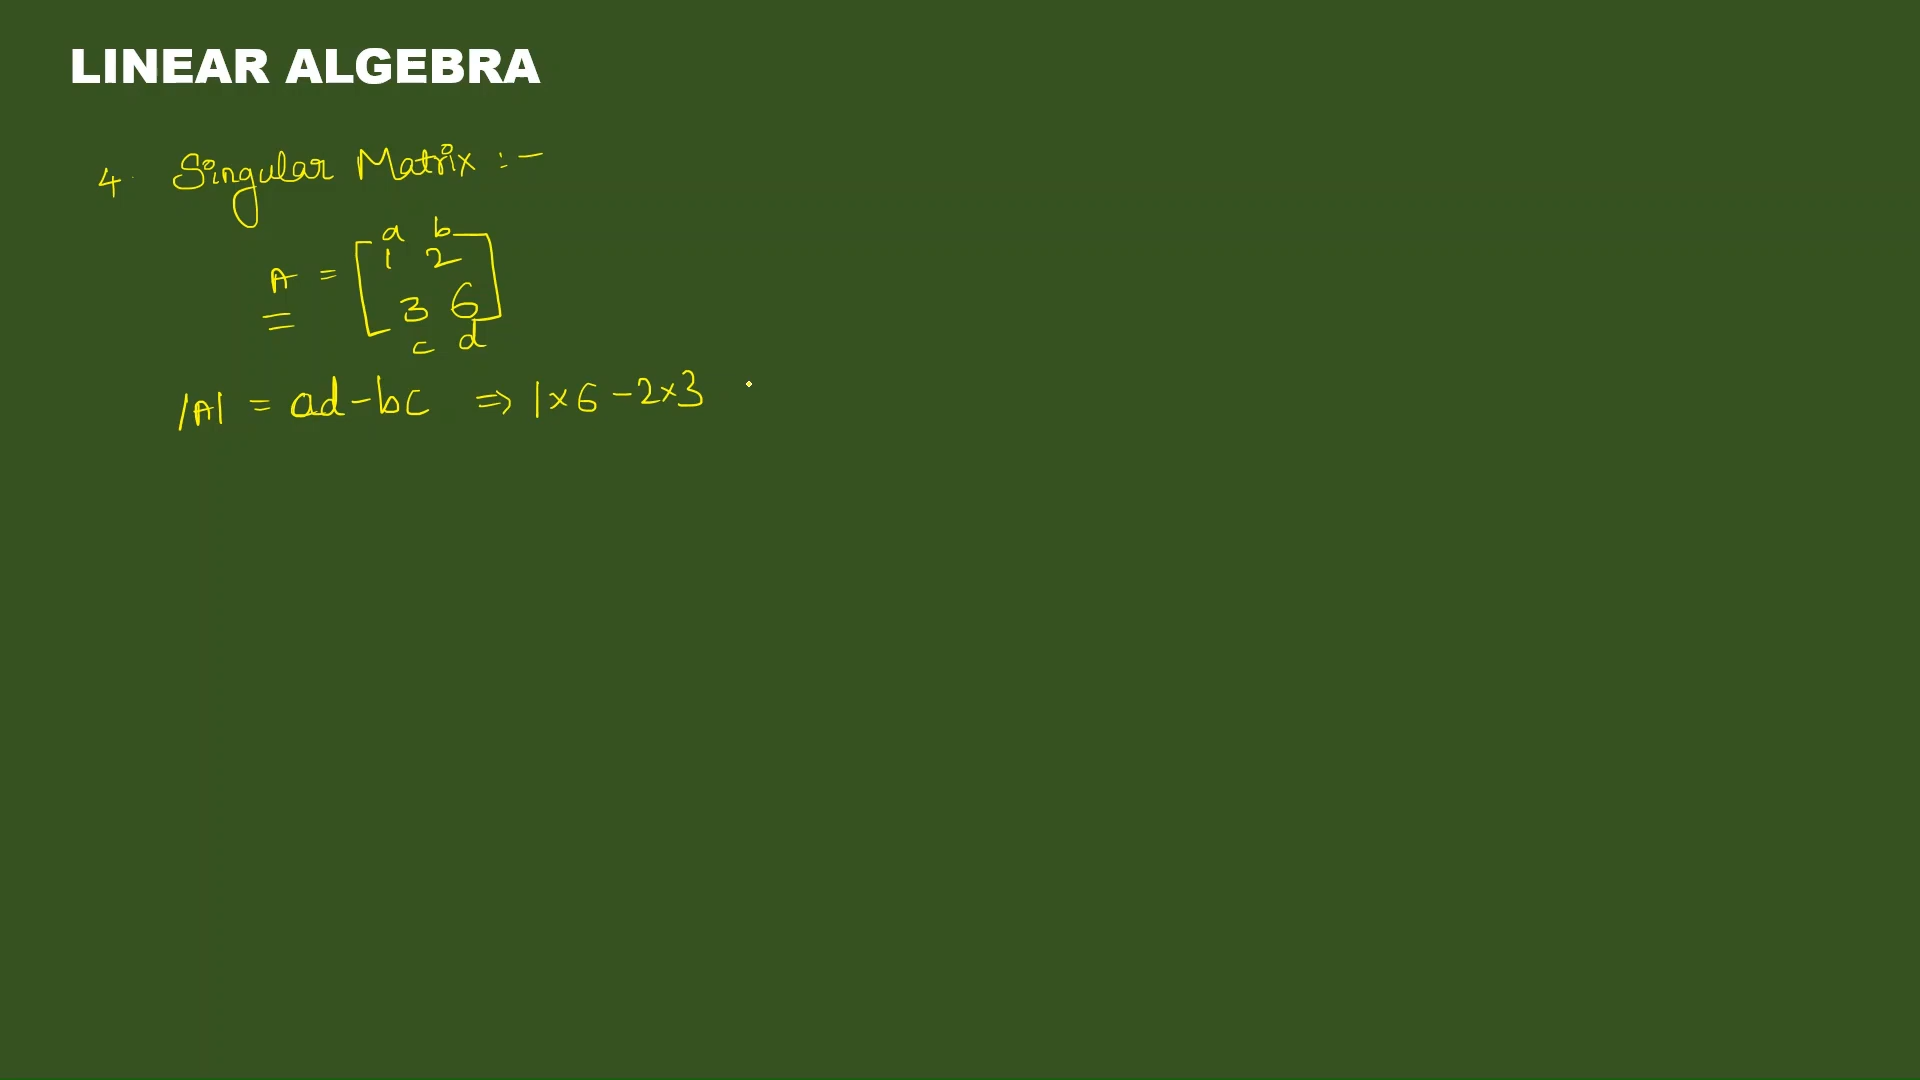 LINEAR ALGEBRA
4. Singular Matrix :-
a b
A = [1 2
3 6]
c d
|A| = ad-bc ⇒ 1×6-2×3